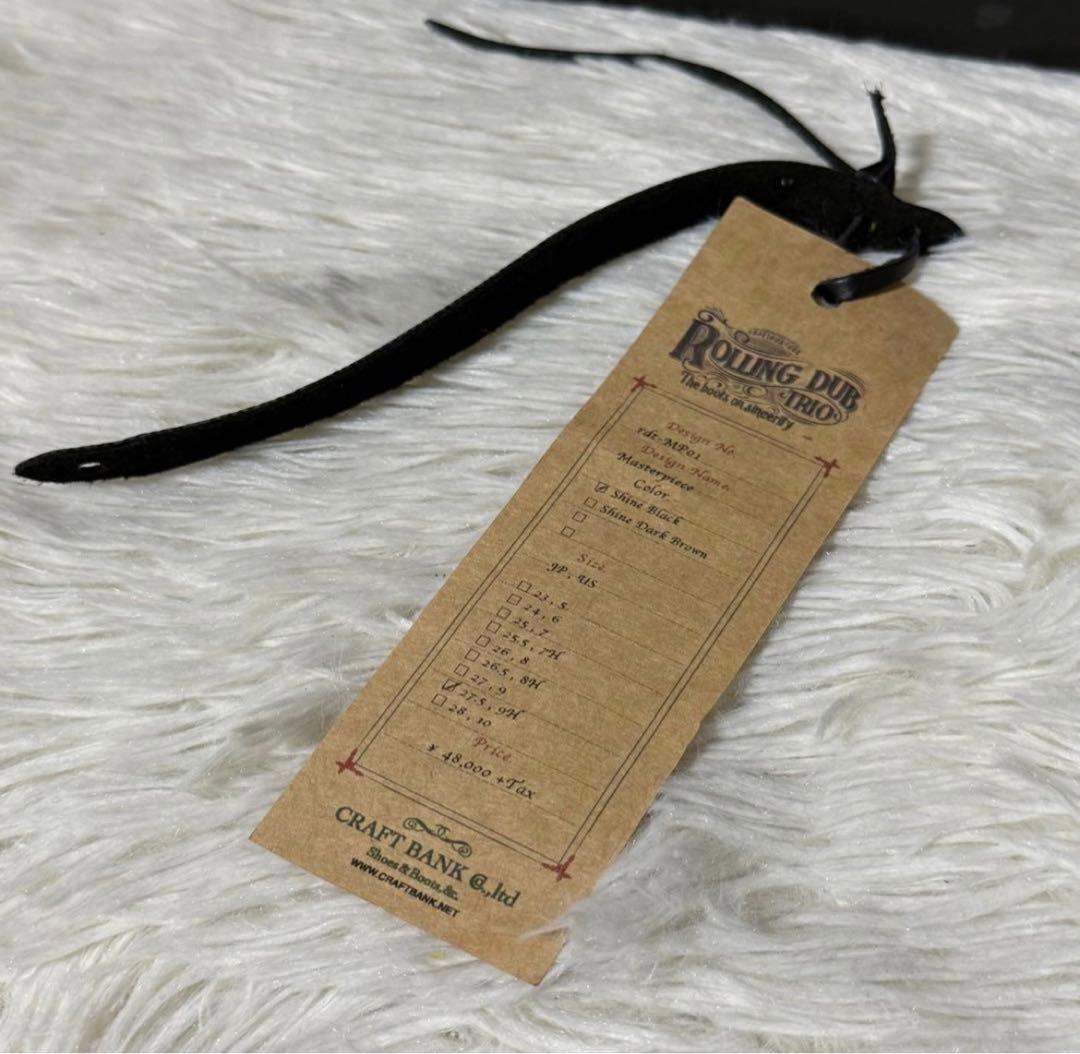 ROLLING DUB
TRIO
The boots on sincerity
Design No.
rdt-MP01
Design Name.
Masterpiece
Color
☑ Shine Black
☐ Shine Dark Brown
☐
☐
Size
JP, US
☐ 23, 5
☐ 24, 6
☐ 25, 7
☐ 25.5, 7H
☐ 26, 8
☐ 26.5, 8H
☐ 27, 9
☑ 27.5, 9H
☐ 28, 10
Price
¥ 48,000 +Tax
CRAFT BANK Co.,ltd
Shoes & Boots, &c.
WWW.CRAFTBANK.NET